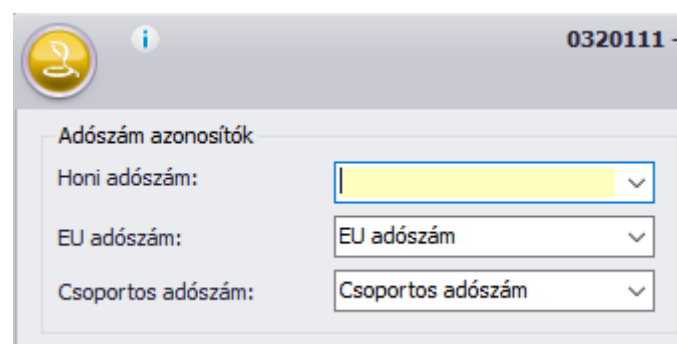 0320111 -
Adószám azonosítók
Honi adószám:
EU adószám: EU adószám
Csoportos adószám: Csoportos adószám